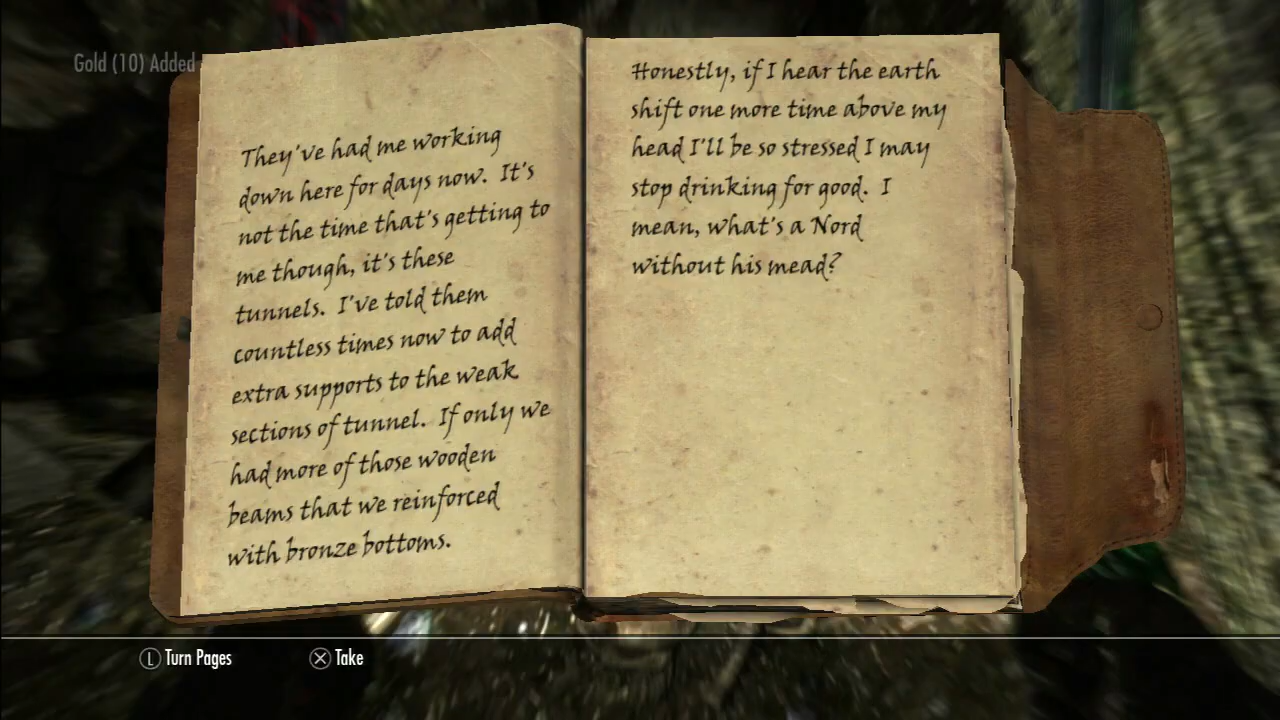 Gold (10) Added
They've had me working
down here for days now. It's
not the time that's getting to
me though, it's these
tunnels. I've told them
countless times now to add
extra supports to the weak
sections of tunnel. If only we
had more of those wooden
beams that we reinforced
with bronze bottoms.
Honestly, if I hear the earth
shift one more time above my
head I'll be so stressed I may
stop drinking for good. I
mean, what's a Nord
without his mead?
L Turn Pages
X Take